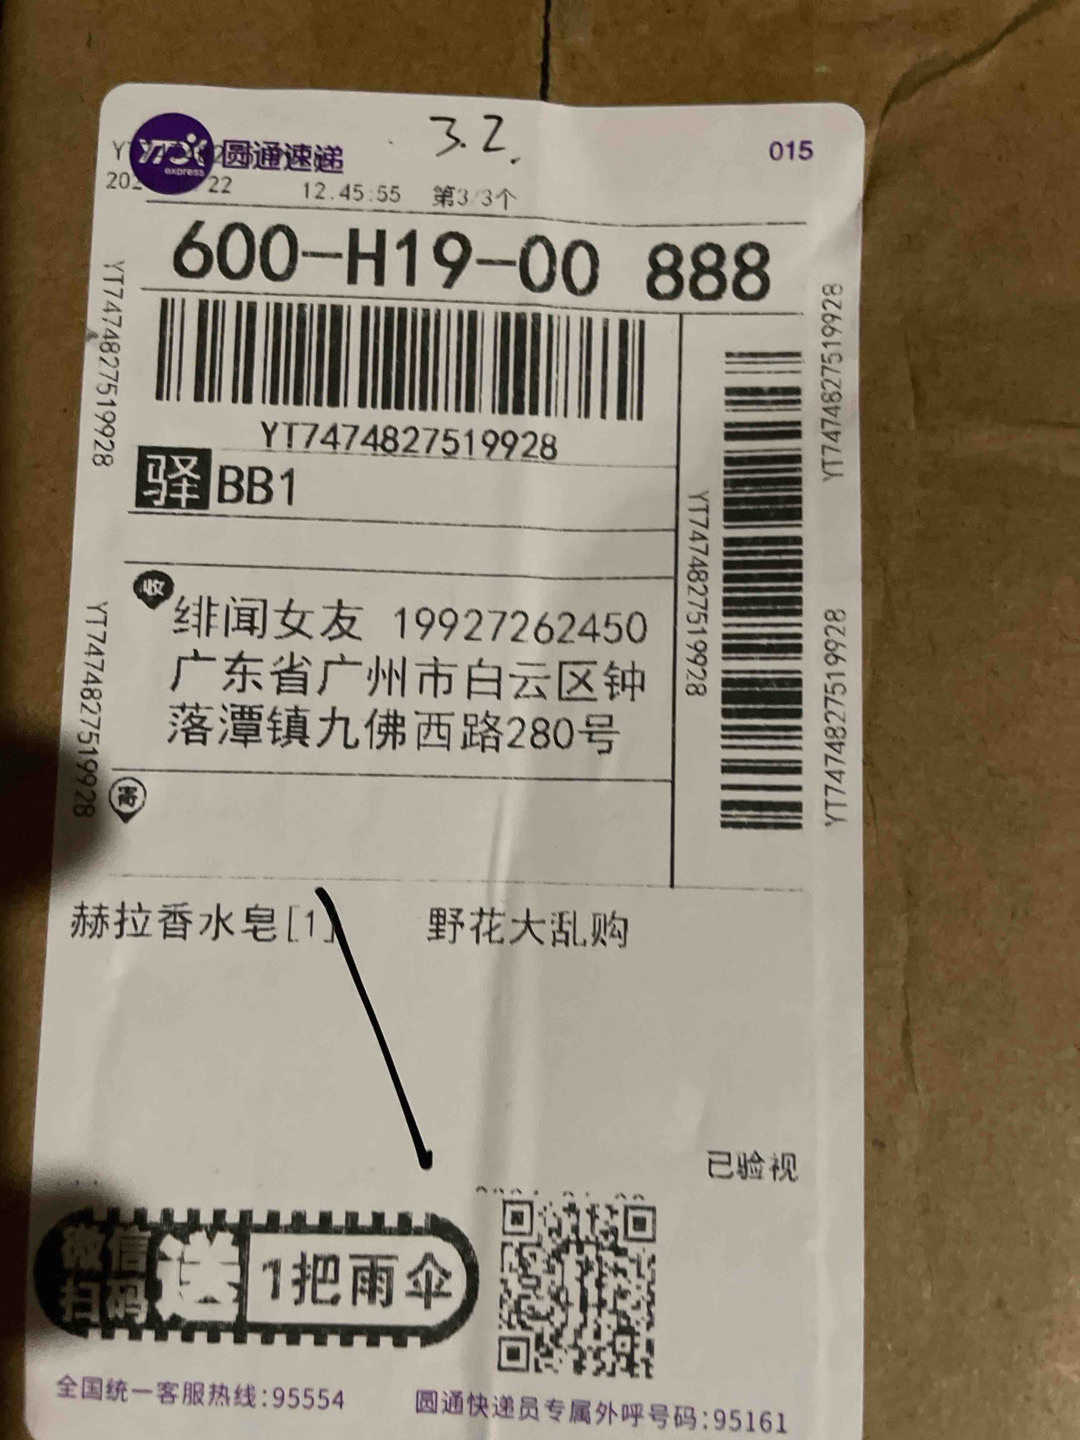 3.2.
YTO express 圆通速递
015
12.45:55 第3/3个
600-H19-00 888
YT7474827519928
YT7474827519928
YT7474827519928
驿 BB1
YT7474827519928
收
绯闻女友 19927262450
广东省广州市白云区钟
落潭镇九佛西路280号
YT7474827519928
YT7474827519928
寄
赫拉香水皂[1]
野花大乱购
已验视
微信扫码 送 1把雨伞
全国统一客服热线:95554
圆通快递员专属外呼号码:95161